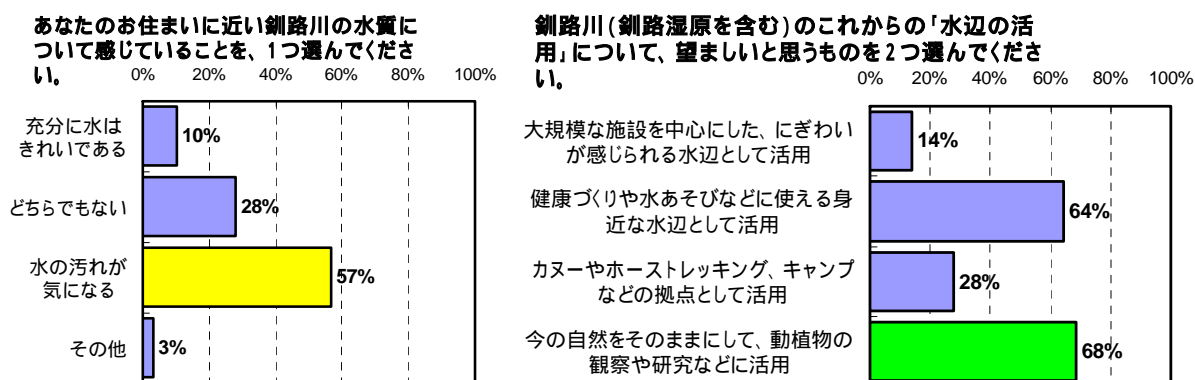 あなたのお住まいに近い釧路川の水質に
ついて感じていることを、1つ選んでくださ
い。
0% 20% 40% 60% 80% 100%
充分に水は
きれいである
10%
どちらでもない
28%
水の汚れが
気になる
57%
その他
3%
釧路川(釧路湿原を含む)のこれからの「水辺の活
用」について、望ましいと思うものを2つ選んでくださ
い。
0% 20% 40% 60% 80% 100%
大規模な施設を中心にした、にぎわい
が感じられる水辺として活用
14%
健康づくりや水あそびなどに使える身
近な水辺として活用
64%
カヌーやホーストレッキング、キャンプ
などの拠点として活用
28%
今の自然をそのままにして、動植物の
観察や研究などに活用
68%